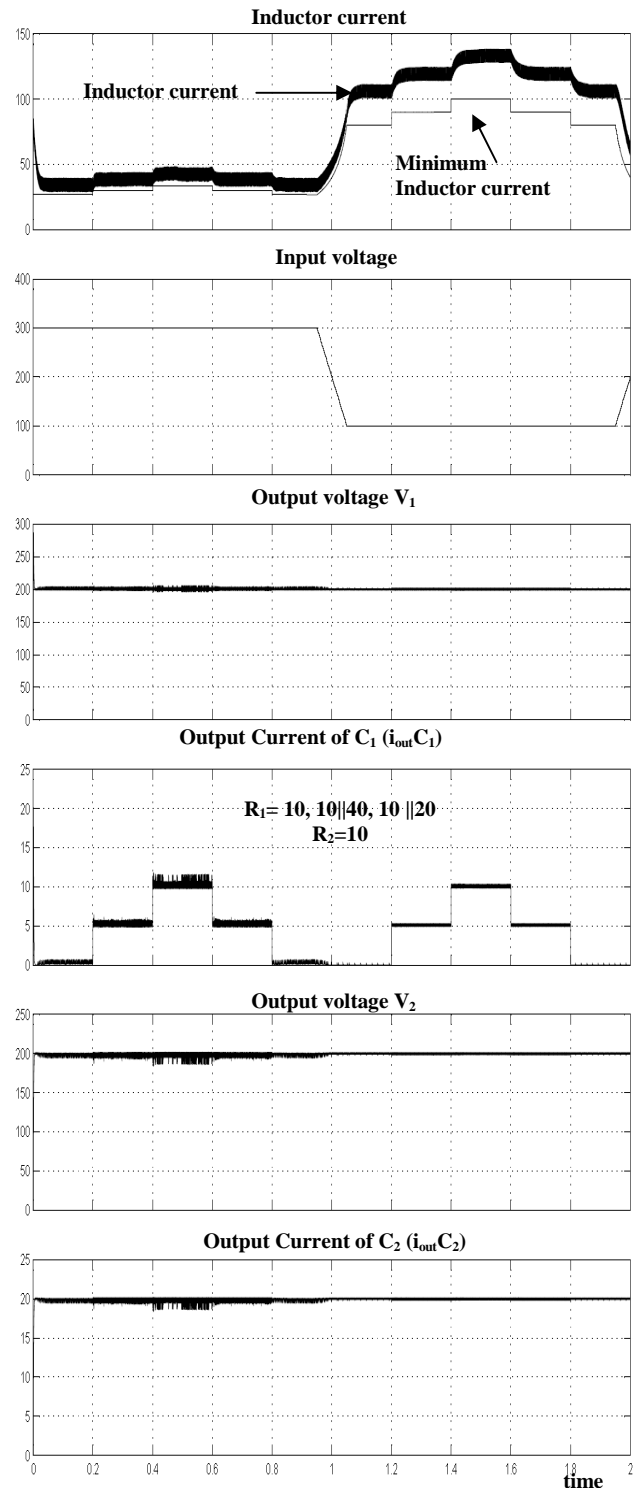 Inductor current
150
Inductor current
100
Minimum
Inductor current
50
0
Input voltage
400
300
200
100
0
Output voltage V₁
300
250
200
150
100
50
0
Output Current of C₁ (iₒᵤₜC₁)
25
20
R₁= 10, 10||40, 10 ||20
R₂=10
15
10
5
0
Output voltage V₂
250
200
150
100
50
0
Output Current of C₂ (iₒᵤₜC₂)
25
20
15
10
5
0
0 0.2 0.4 0.6 0.8 1 1.2 1.4 1.6 1.8 2
time